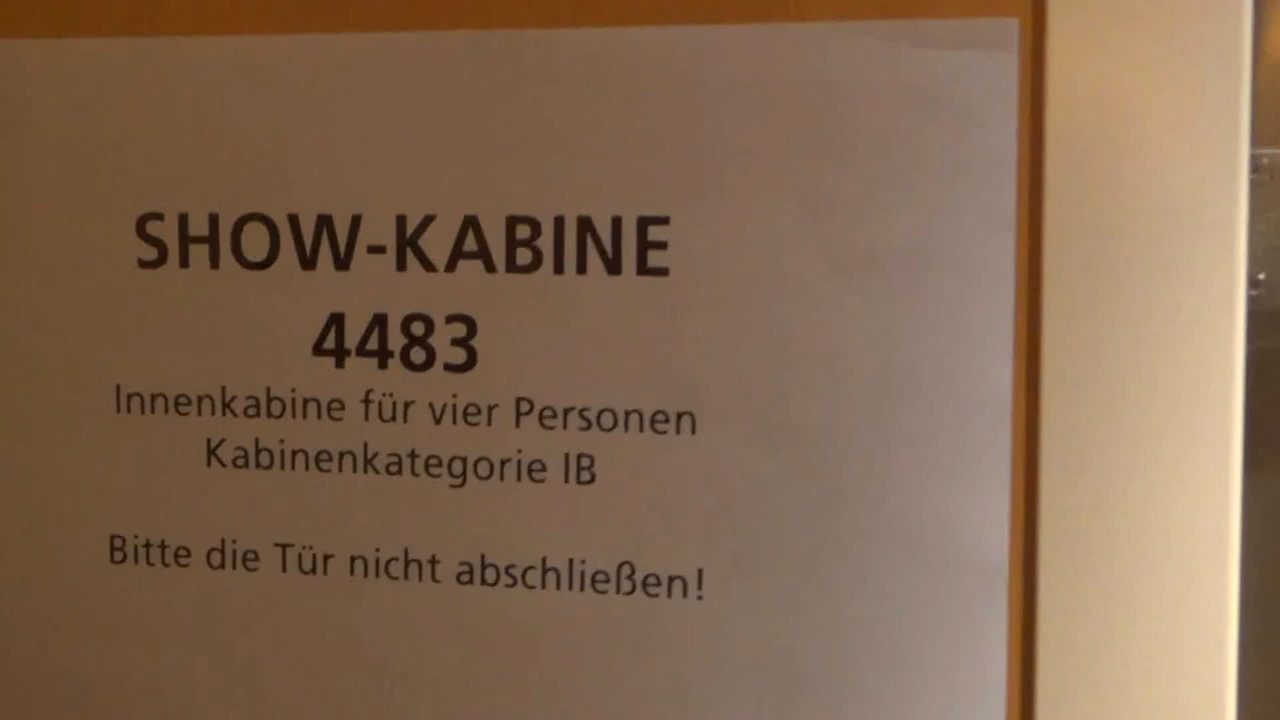 SHOW-KABINE
4483
Innenkabine für vier Personen
Kabinenkategorie IB
Bitte die Tür nicht abschließen!